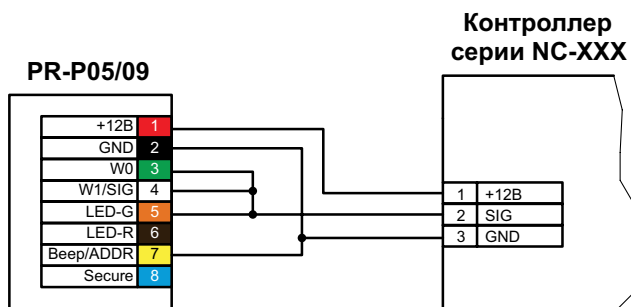 Контроллер
серии NC-XXX
PR-P05/09
+12В 1
GND 2
W0 3
W1/SIG 4
LED-G 5
LED-R 6
Beep/ADDR 7
Secure 8
1 +12В
2 SIG
3 GND